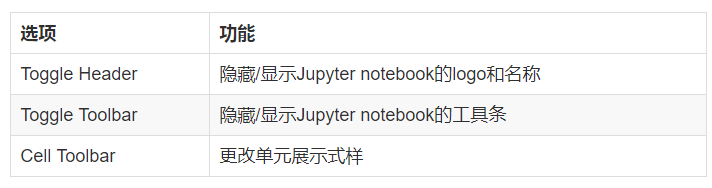 选项 功能
Toggle Header 隐藏/显示Jupyter notebook的logo和名称
Toggle Toolbar 隐藏/显示Jupyter notebook的工具条
Cell Toolbar 更改单元展示式样